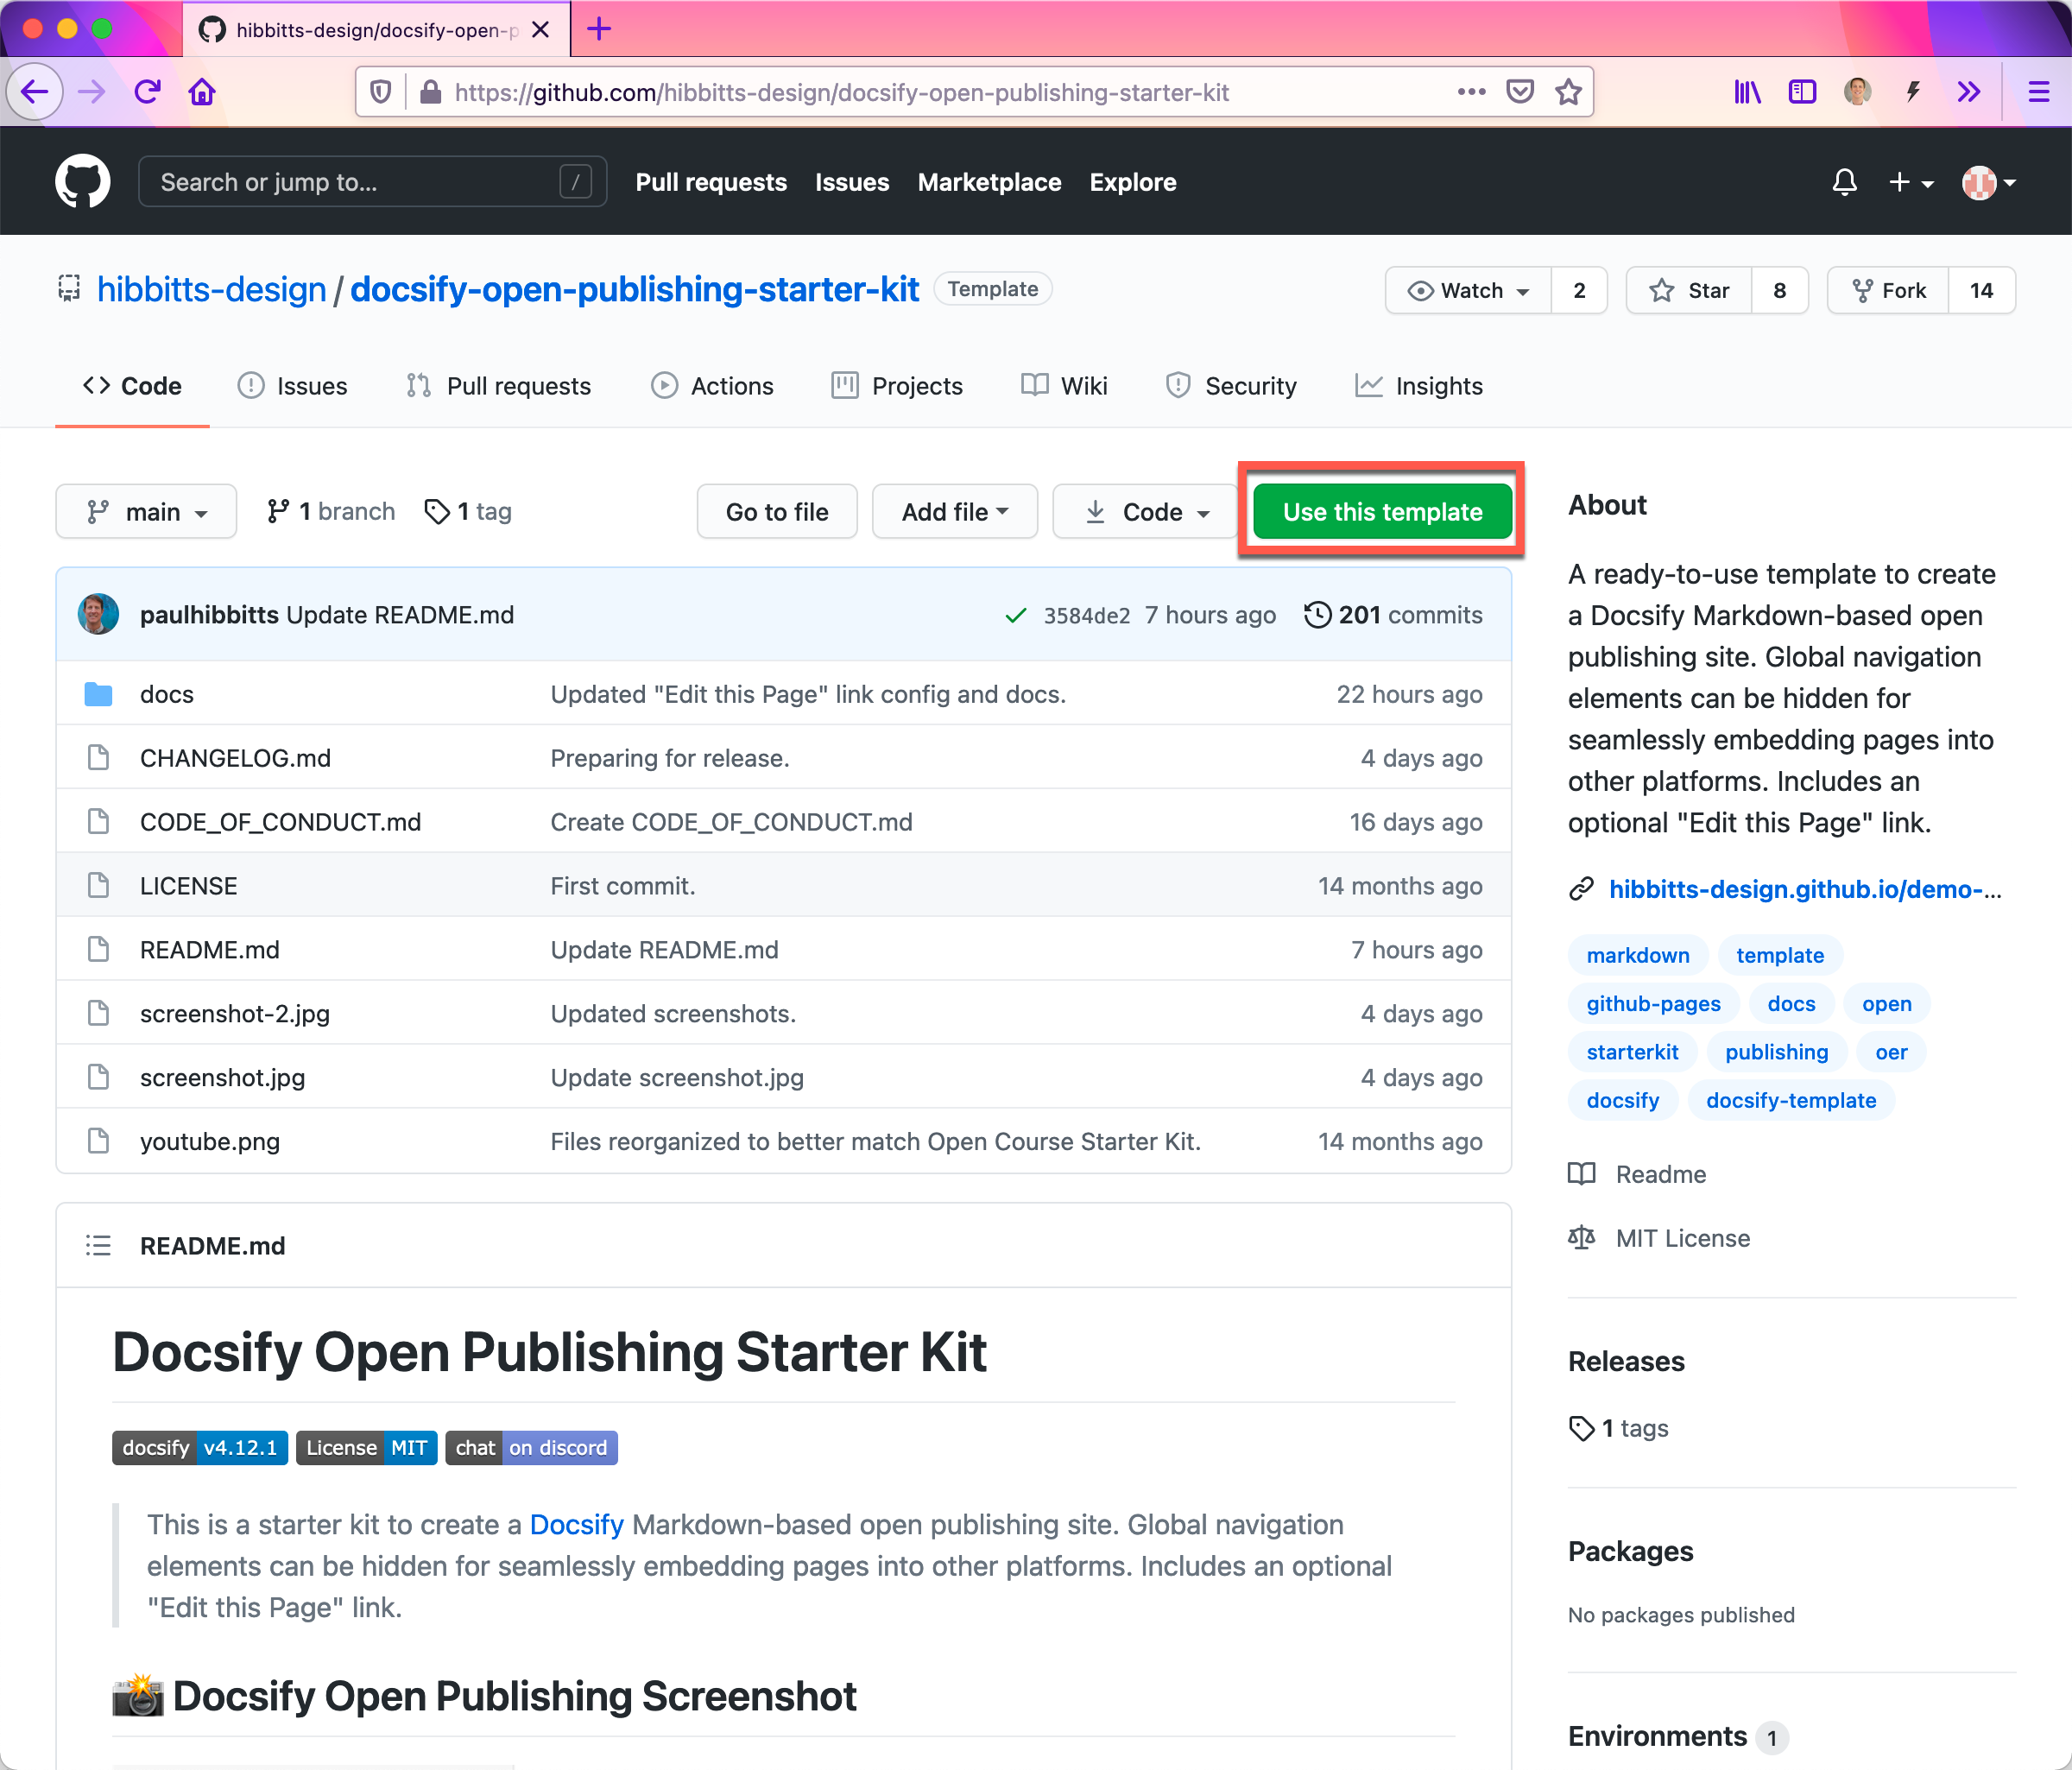 hibbitts-design/docsify-open-p
https://github.com/hibbitts-design/docsify-open-publishing-starter-kit
Search or jump to...
/
Pull requests
Issues
Marketplace
Explore
hibbitts-design / docsify-open-publishing-starter-kit
Template
Watch 2
Star 8
Fork 14
Code
Issues
Pull requests
Actions
Projects
Wiki
Security
Insights
main
1 branch
1 tag
Go to file
Add file
Code
Use this template
paulhibbitts Update README.md
3584de2 7 hours ago
201 commits
docs Updated "Edit this Page" link config and docs. 22 hours ago
CHANGELOG.md Preparing for release. 4 days ago
CODE_OF_CONDUCT.md Create CODE_OF_CONDUCT.md 16 days ago
LICENSE First commit. 14 months ago
README.md Update README.md 7 hours ago
screenshot-2.jpg Updated screenshots. 4 days ago
screenshot.jpg Update screenshot.jpg 4 days ago
youtube.png Files reorganized to better match Open Course Starter Kit. 14 months ago
README.md
Docsify Open Publishing Starter Kit
docsify v4.12.1
License MIT
chat on discord
This is a starter kit to create a Docsify Markdown-based open publishing site. Global navigation
elements can be hidden for seamlessly embedding pages into other platforms. Includes an optional
"Edit this Page" link.
Docsify Open Publishing Screenshot
About
A ready-to-use template to create
a Docsify Markdown-based open
publishing site. Global navigation
elements can be hidden for
seamlessly embedding pages into
other platforms. Includes an
optional "Edit this Page" link.
hibbitts-design.github.io/demo-...
markdown template
github-pages docs open
starterkit publishing oer
docsify docsify-template
Readme
MIT License
Releases
1 tags
Packages
No packages published
Environments 1